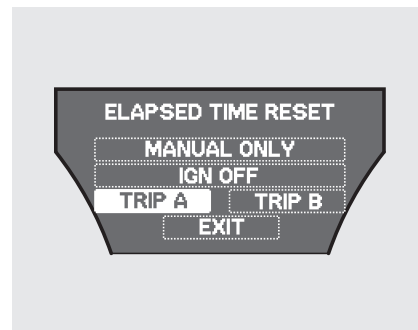 ELAPSED TIME RESET
MANUAL ONLY
IGN OFF
TRIP A TRIP B
EXIT